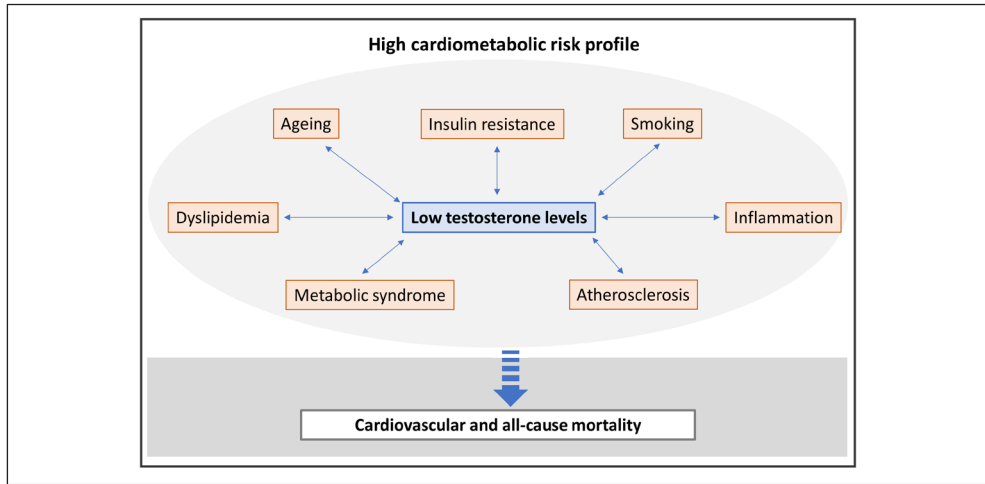 High cardiometabolic risk profile
Ageing
Insulin resistance
Smoking
Dyslipidemia
Low testosterone levels
Inflammation
Metabolic syndrome
Atherosclerosis
Cardiovascular and all-cause mortality